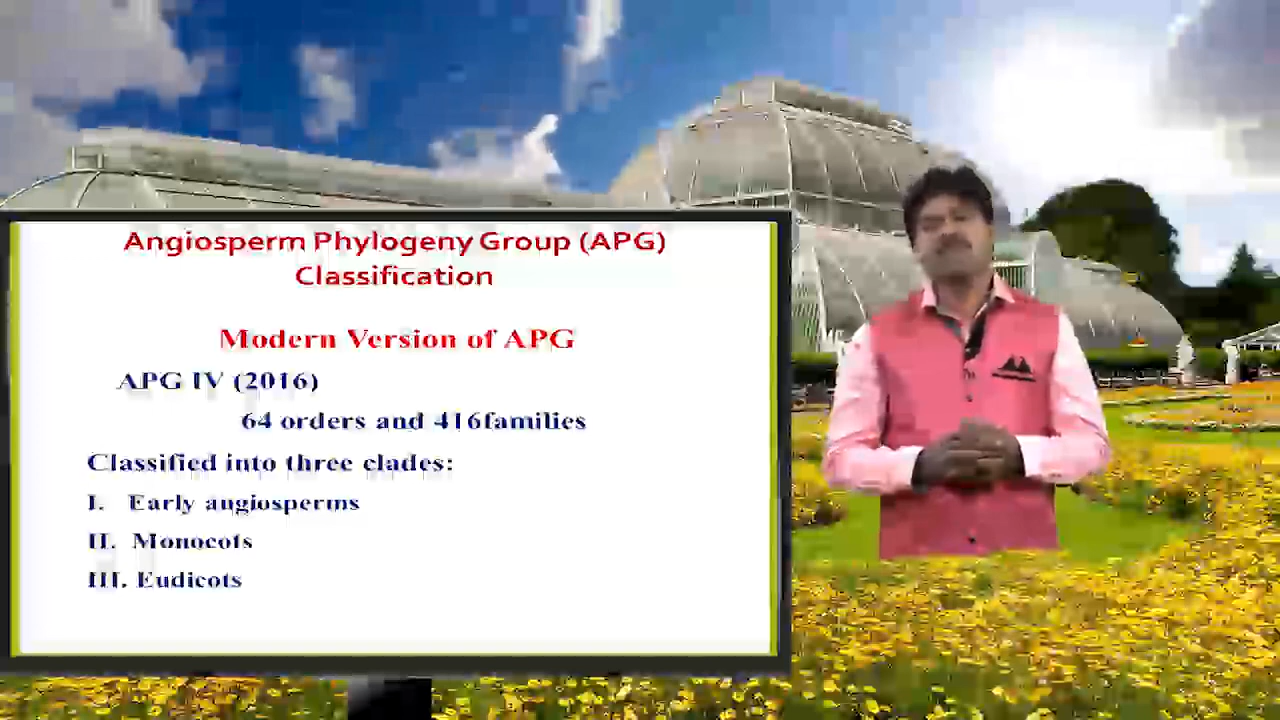 Angiosperm Phylogeny Group (APG)
Classification
Modern Version of APG
APG IV (2016)
64 orders and 416families
Classified into three clades:
I. Early angiosperms
II. Monocots
III. Eudicots